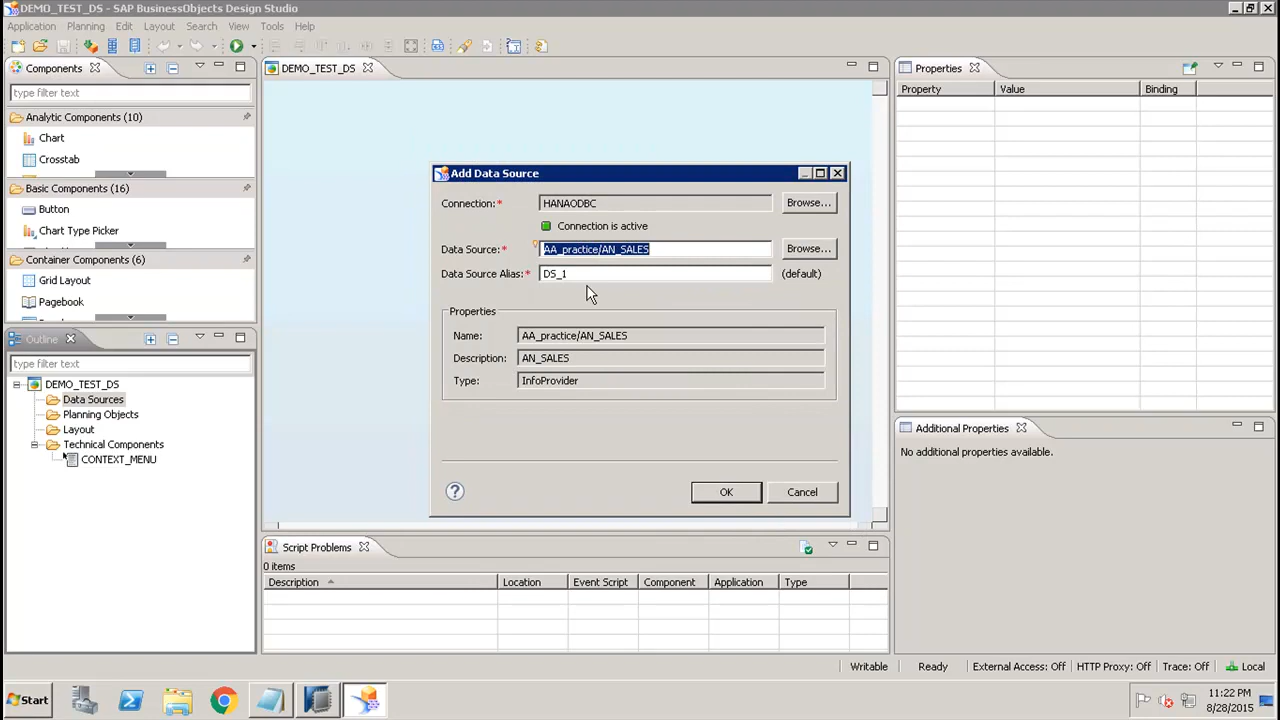 DEMO_TEST_DS - SAP BusinessObjects Design Studio
Application Planning Edit Layout Search View Tools Help
Components
type filter text
Analytic Components (10)
Chart
Crosstab
Basic Components (16)
Button
Chart Type Picker
Container Components (6)
Grid Layout
Pagebook
Outline
type filter text
DEMO_TEST_DS
Data Sources
Planning Objects
Layout
Technical Components
CONTEXT_MENU
DEMO_TEST_DS
Add Data Source
Connection:* HANAODBC Browse...
Connection is active
Data Source:* AA_practice/AN_SALES Browse...
Data Source Alias:* DS_1 (default)
Properties
Name: AA_practice/AN_SALES
Description: AN_SALES
Type: InfoProvider
? OK Cancel
Script Problems
0 items
Description Location Event Script Component Application Type
Properties
Property Value Binding
Additional Properties
No additional properties available.
Writable Ready External Access: Off HTTP Proxy: Off Trace: Off Local
Start
11:22 PM
8/28/2015